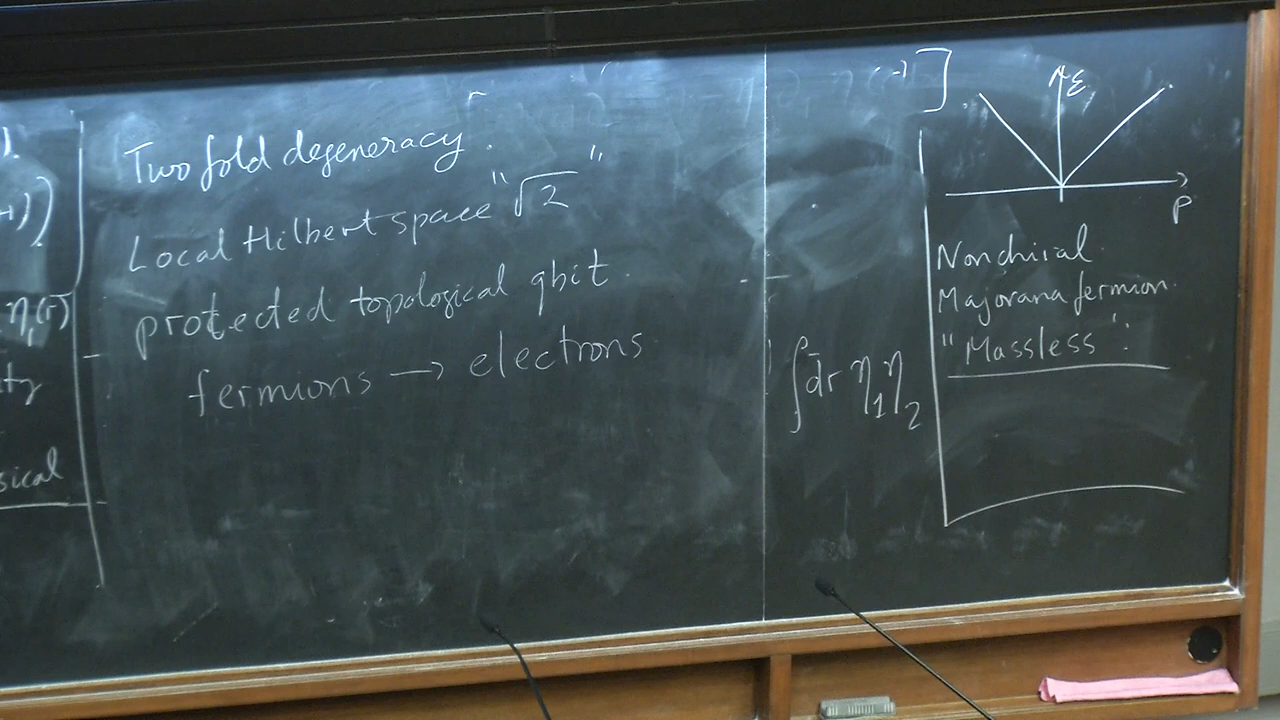 Two fold degeneracy.
Local Hilbert space "√2"
protected topological qbit.
fermions → electrons
η₁(r)
sical
∫dr η₁η₂
ε
p
Nonchiral
Majorana fermion.
"Massless":